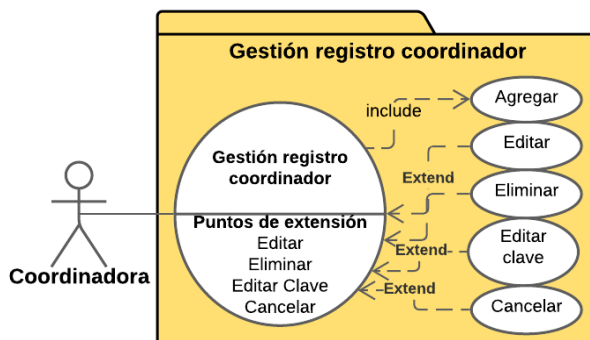 Gestión registro coordinador
Agregar
include
Editar
Gestión registro
coordinador
Extend
Eliminar
Puntos de extensión
Editar
Eliminar
Editar Clave
Cancelar
Extend
Editar
clave
Extend
Cancelar
Coordinadora